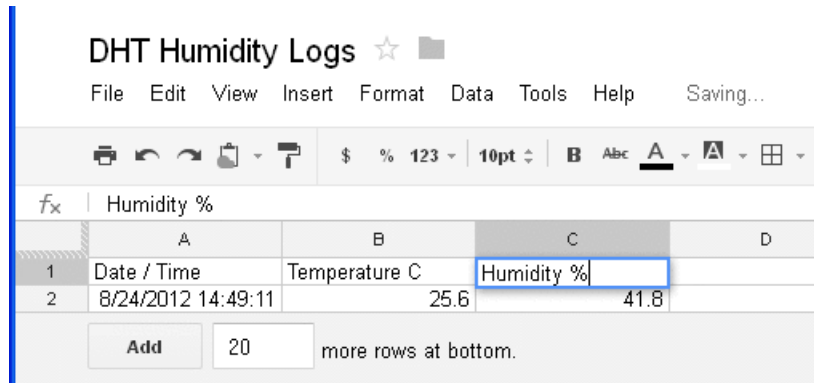 DHT Humidity Logs
File Edit View Insert Format Data Tools Help Saving...
$ % 123 10pt B Abc A A
fx Humidity %
A B C D
1 Date / Time Temperature C Humidity %
2 8/24/2012 14:49:11 25.6 41.8
Add 20 more rows at bottom.